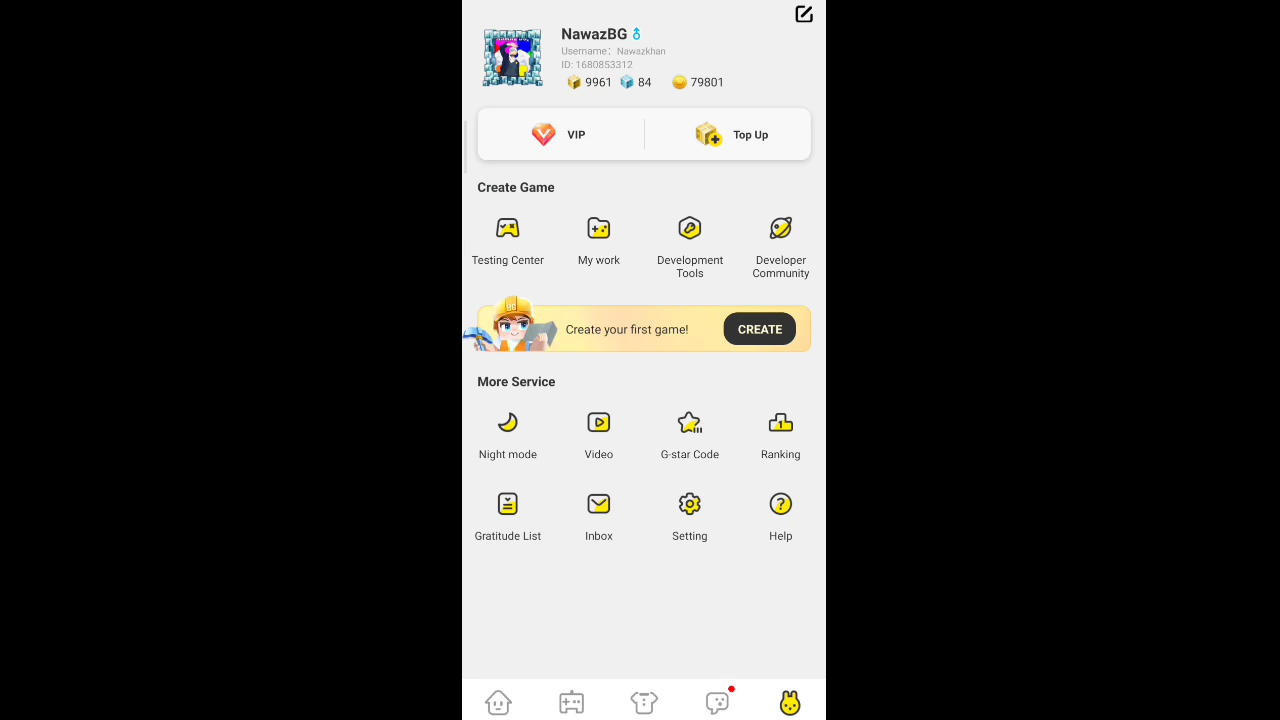 NawazBG
Username: Nawazkhan
ID: 1680853312
9961 84 79801
VIP Top Up
Create Game
Testing Center My work Development Tools Developer Community
Create your first game! CREATE
More Service
Night mode Video G-star Code Ranking
Gratitude List Inbox Setting Help